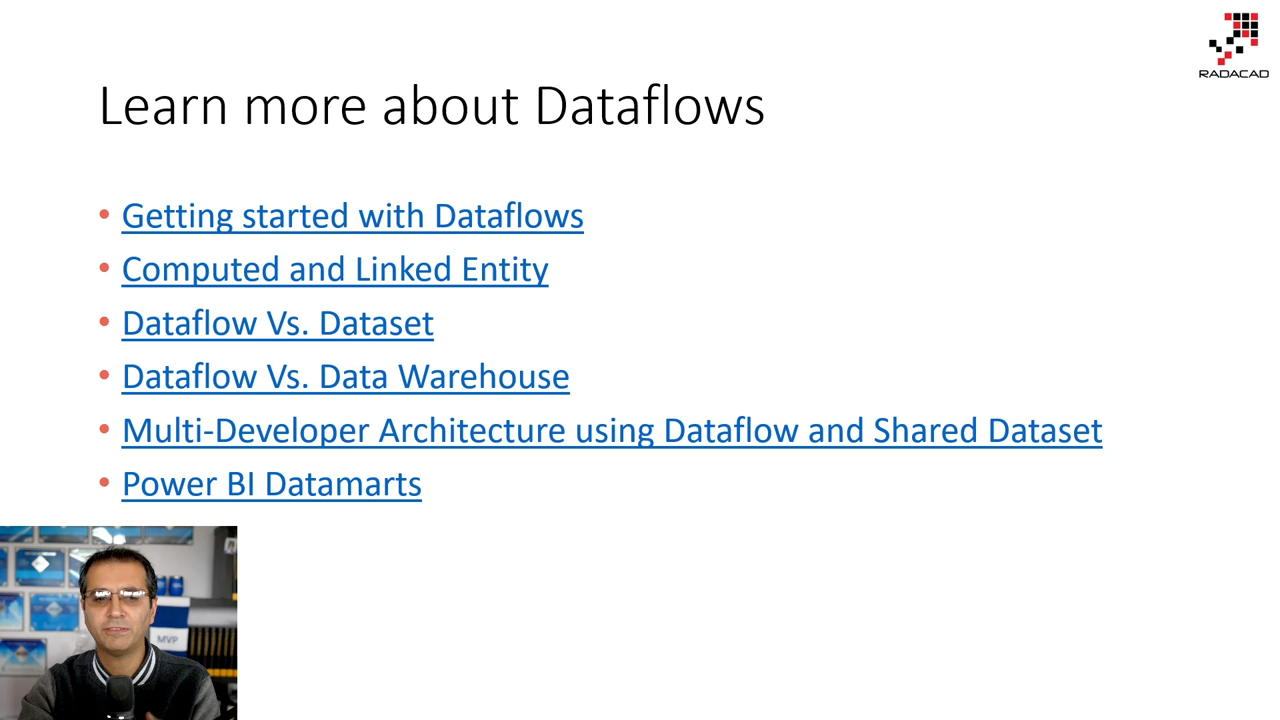 RADACAD
Learn more about Dataflows
• Getting started with Dataflows
• Computed and Linked Entity
• Dataflow Vs. Dataset
• Dataflow Vs. Data Warehouse
• Multi-Developer Architecture using Dataflow and Shared Dataset
• Power BI Datamarts
MVP